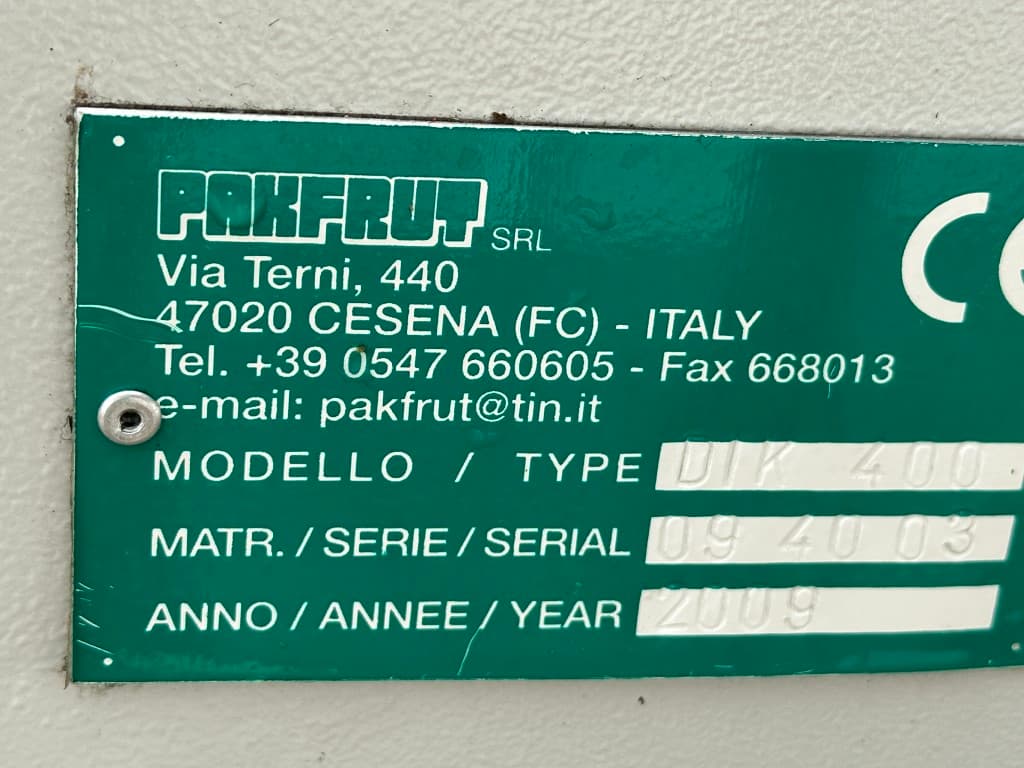 PAKFRUT SRL
Via Terni, 440
47020 CESENA (FC) - ITALY
Tel. +39 0547 660605 - Fax 668013
e-mail: pakfrut@tin.it
MODELLO / TYPE DIK 400
MATR. / SERIE / SERIAL 09 40 03
ANNO / ANNEE / YEAR 2009
CE